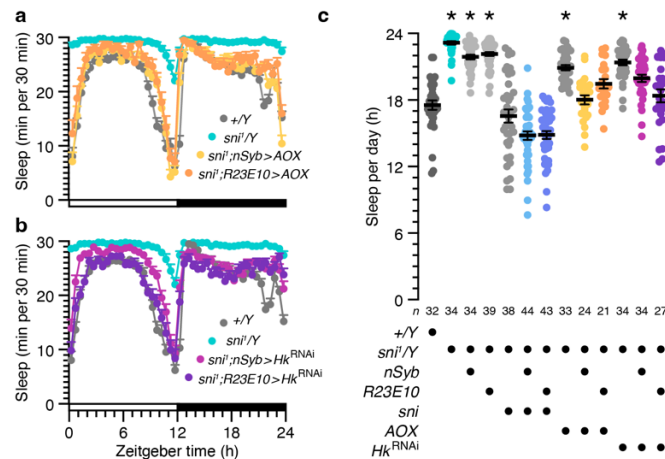 a
Sleep (min per 30 min)
30
20
10
0
+/Y
sni¹/Y
sni¹;nSyb>AOX
sni¹;R23E10>AOX
b
Sleep (min per 30 min)
30
20
10
0
+/Y
sni¹/Y
sni¹;nSyb>Hkᴿᴺᴬⁱ
sni¹;R23E10>Hkᴿᴺᴬⁱ
0 6 12 18 24
Zeitgeber time (h)
c
* * * * * *
Sleep per day (h)
24
18
12
6
0
n 32 34 34 39 38 44 43 33 24 21 34 34 27
+/Y
sni¹/Y
nSyb
R23E10
sni
AOX
Hkᴿᴺᴬⁱ